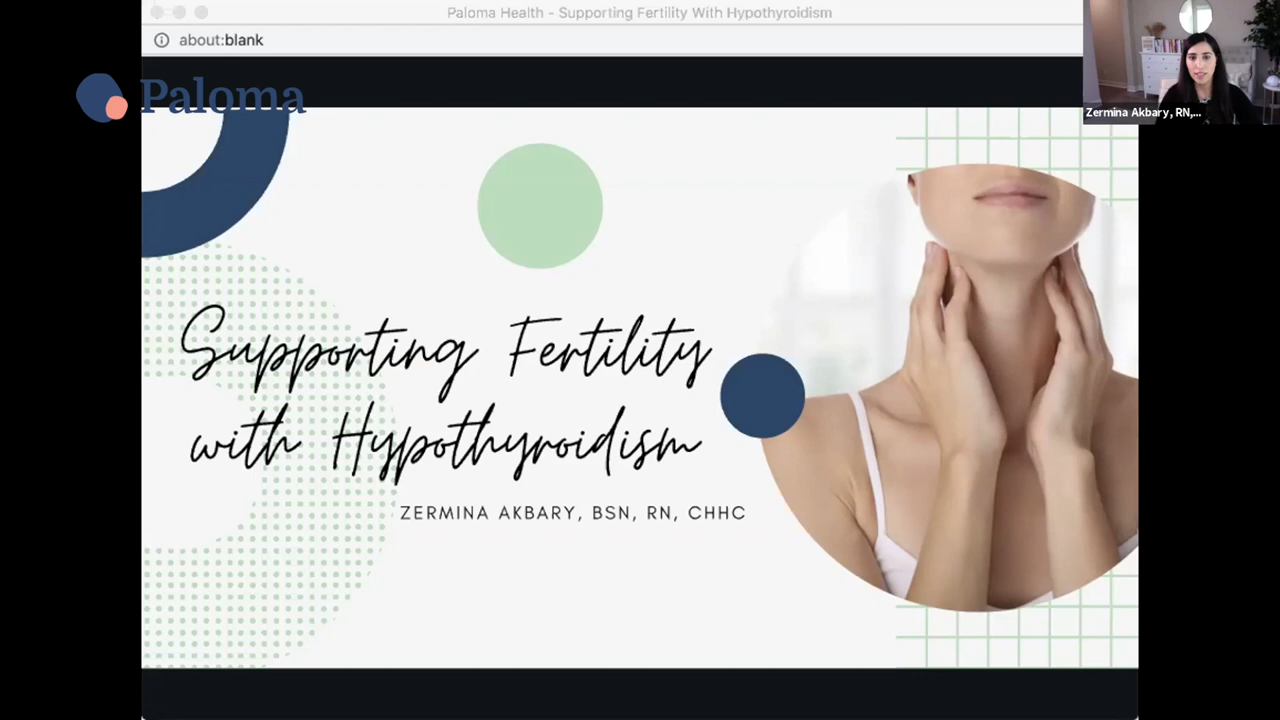 Paloma Health - Supporting Fertility With Hypothyroidism
about:blank
Paloma
Zermina Akbary, RN,...
Supporting Fertility
with Hypothyroidism
ZERMINA AKBARY, BSN, RN, CHHC